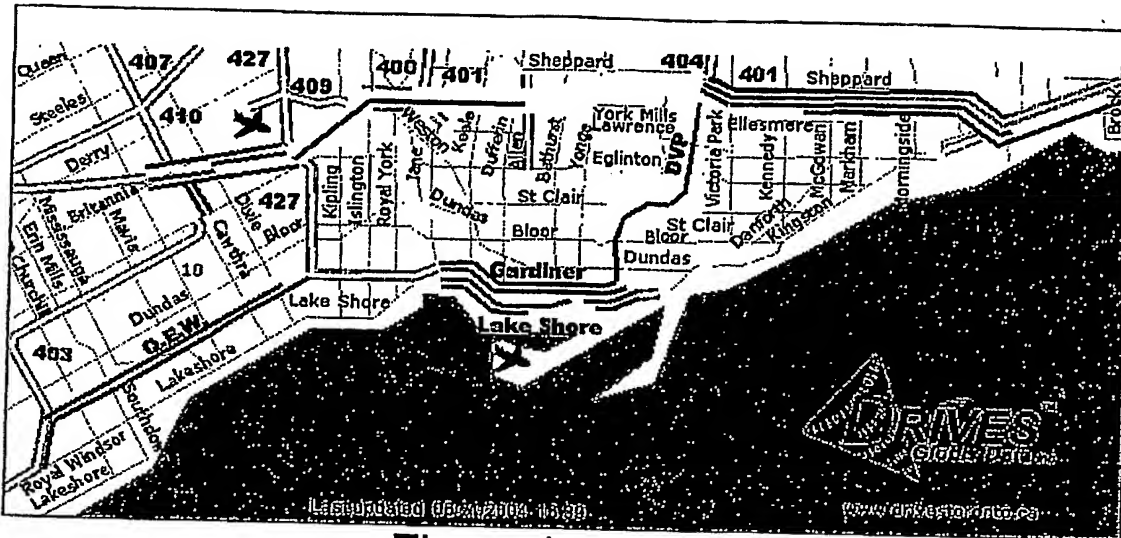 Queen
407
427
400
401
Sheppard
404
401
Sheppard
Steeles
410
409
Weston
Keele
Dufferin
Allen
Bathurst
Yonge
York Mills
Lawrence
Eglinton
DVP
Victoria Park
Ellesmere
Kennedy
McCowan
Markham
Morningside
Brock
Derry
Mississauga
Britannia
Mavis
Erin Mills
Cawthra
Dixie
Bloor
427
Kipling
Islington
Royal York
Jane
Dundas
St Clair
Bloor
Bloor
St Clair
Danforth
Kingston
Dundas
10
Dundas
Q.E.W.
Lake Shore
Gardiner
Lake Shore
403
Lakeshore
Royal Windsor
Lakeshore
DRIVES
www.drivestoronto.ca